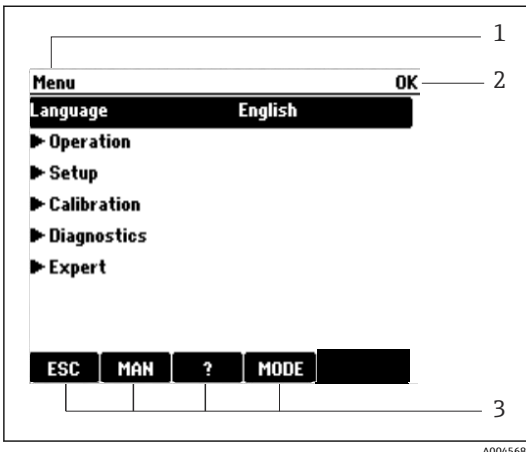 1
Menu OK 2
Language English
Operation
Setup
Calibration
Diagnostics
Expert
ESC MAN ? MODE
3
A004568